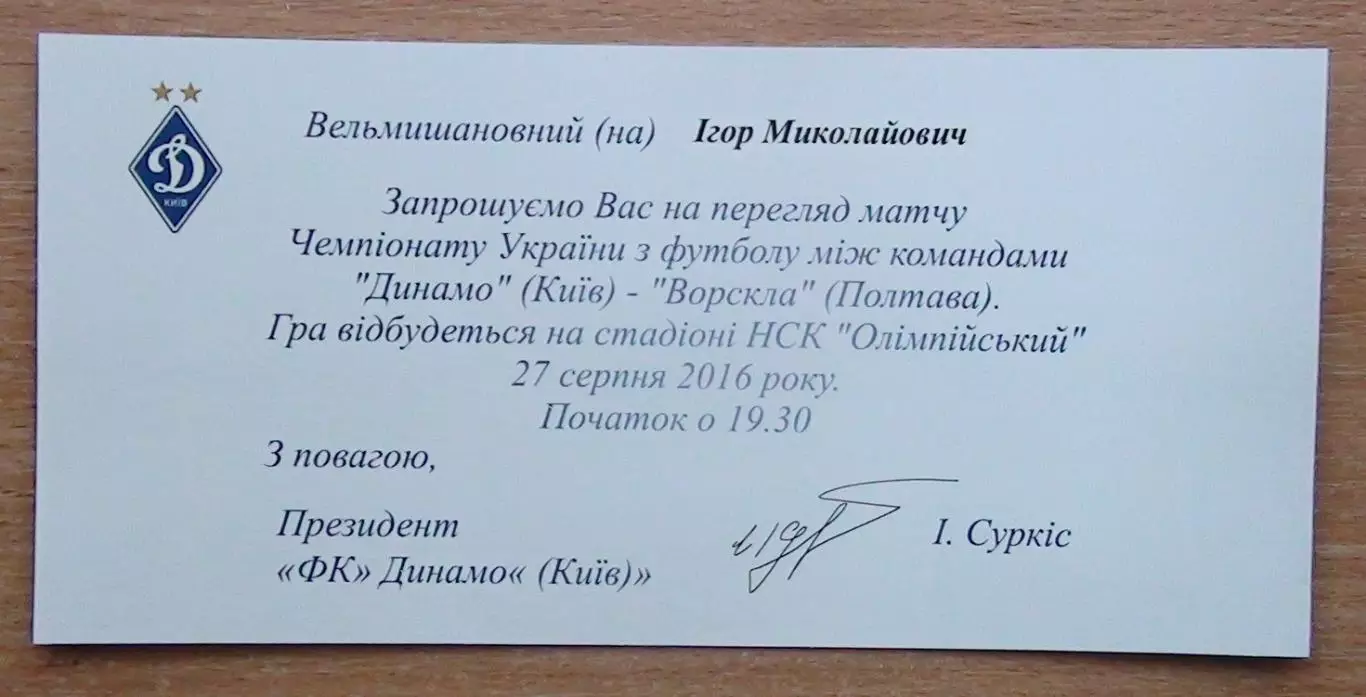 Д
КИЇВ
Вельмишановний (на) Ігор Миколайович
Запрошуємо Вас на перегляд матчу
Чемпіонату України з футболу між командами
"Динамо" (Київ) - "Ворскла" (Полтава).
Гра відбудеться на стадіоні НСК "Олімпійський"
27 серпня 2016 року.
Початок о 19.30
З повагою,
Президент
«ФК» Динамо« (Київ)»
І. Суркіс